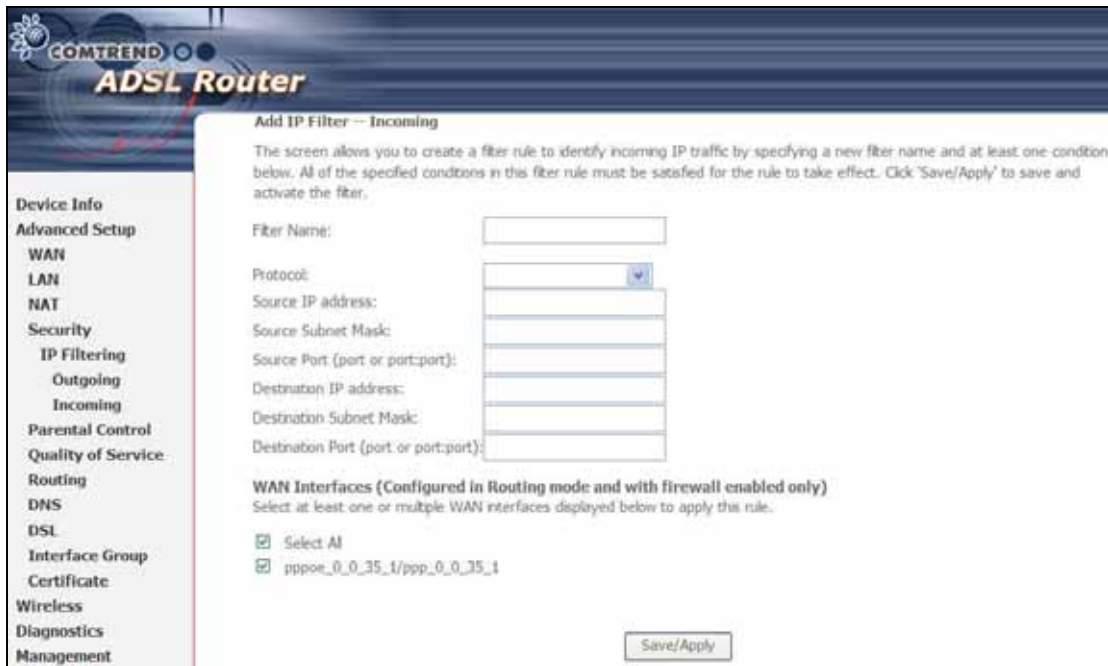 COMTREND
ADSL Router
Add IP Filter -- Incoming
The screen allows you to create a filter rule to identify incoming IP traffic by specifying a new filter name and at least one condition
below. All of the specified conditions in this filter rule must be satisfied for the rule to take effect. Click 'Save/Apply' to save and
activate the filter.
Device Info
Advanced Setup
WAN
LAN
NAT
Security
IP Filtering
Outgoing
Incoming
Parental Control
Quality of Service
Routing
DNS
DSL
Interface Group
Certificate
Wireless
Diagnostics
Management
Filter Name:
Protocol:
Source IP address:
Source Subnet Mask:
Source Port (port or port:port):
Destination IP address:
Destination Subnet Mask:
Destination Port (port or port:port):
WAN Interfaces (Configured in Routing mode and with firewall enabled only)
Select at least one or multiple WAN interfaces displayed below to apply this rule.
Select All
pppoe_0_0_35_1/ppp_0_0_35_1
Save/Apply